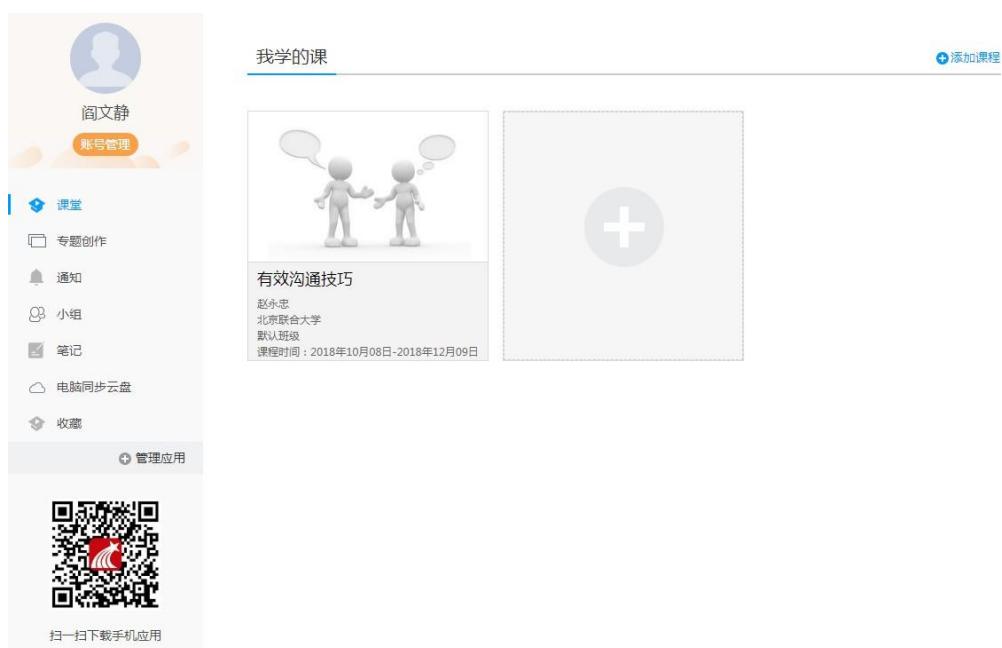 阎文静
账号管理
课堂
专题创作
通知
小组
笔记
电脑同步云盘
收藏
管理应用
扫一扫下载手机应用
我学的课
添加课程
有效沟通技巧
赵永忠
北京联合大学
默认班级
课程时间：2018年10月08日-2018年12月09日